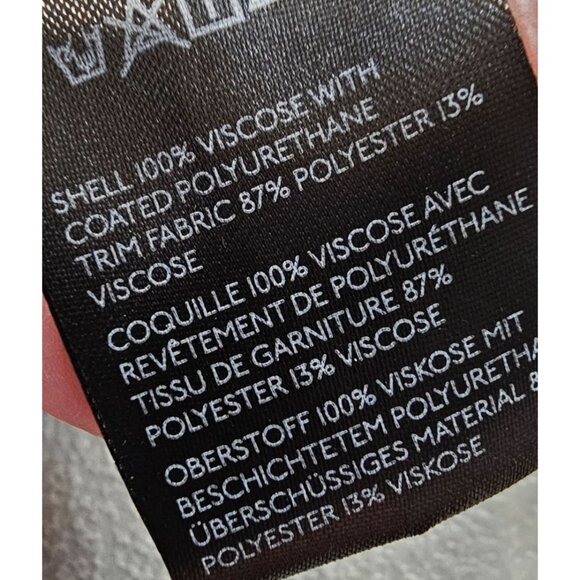 SHELL 100% VISCOSE WITH
COATED POLYURETHANE
TRIM FABRIC 87% POLYESTER 13%
VISCOSE
COQUILLE 100% VISCOSE AVEC
REVÊTEMENT DE POLYURÉTHANE
TISSU DE GARNITURE 87%
POLYESTER 13% VISCOSE
OBERSTOFF 100% VISKOSE MIT
BESCHICHTETEM POLYURETHA
ÜBERSCHÜSSIGES MATERIAL 8
POLYESTER 13% VISKOSE